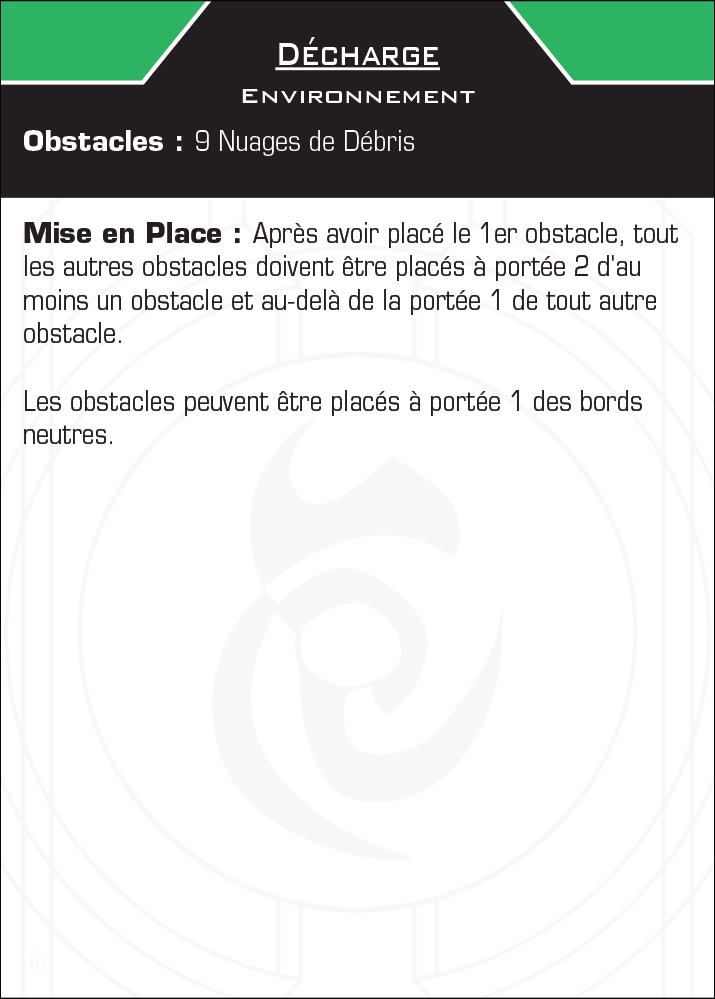 Décharge
Environnement
Obstacles : 9 Nuages de Débris
Mise en Place : Après avoir placé le 1er obstacle, tout
les autres obstacles doivent être placés à portée 2 d'au
moins un obstacle et au-delà de la portée 1 de tout autre
obstacle.
Les obstacles peuvent être placés à portée 1 des bords
neutres.